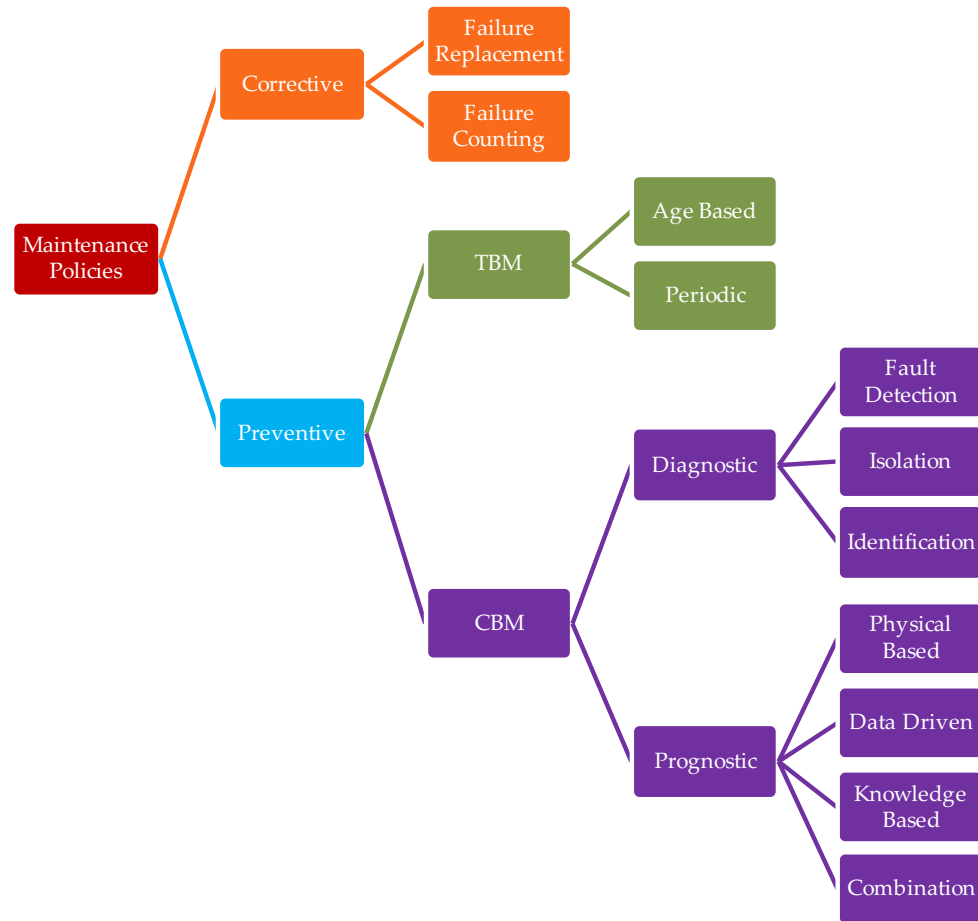 Maintenance
Policies
Corrective
Failure
Replacement
Failure
Counting
Preventive
TBM
Age Based
Periodic
CBM
Diagnostic
Fault
Detection
Isolation
Identification
Prognostic
Physical
Based
Data Driven
Knowledge
Based
Combination